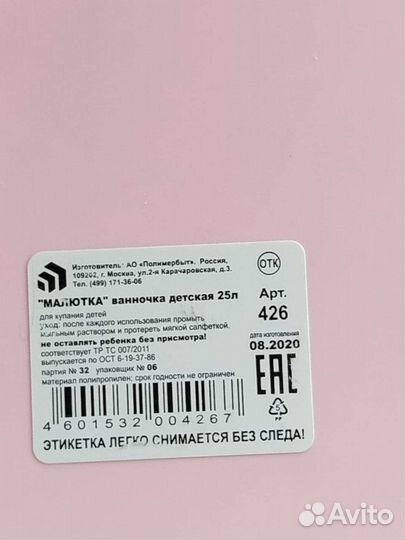 Изготовитель: АО «Полимербыт». Россия,
109202, г. Москва, ул.2-я Карачаровская, д.3.
Тел. (499) 171-36-06
ОТК
"МАЛЮТКА" ванночка детская 25л
Арт.
426
для купания детей
уход: после каждого использования промыть
мыльным раствором и протереть мягкой салфеткой.
не оставлять ребенка без присмотра!
соответствует ТР ТС 007/2011
выпускается по ОСТ 6-19-37-86
партия № 32 упаковщик № 06
материал полипропилен; срок годности не ограничен
дата изготовления
08.2020
EAC
5
PP
4 601532 004267
ЭТИКЕТКА ЛЕГКО СНИМАЕТСЯ БЕЗ СЛЕДА!
Avito